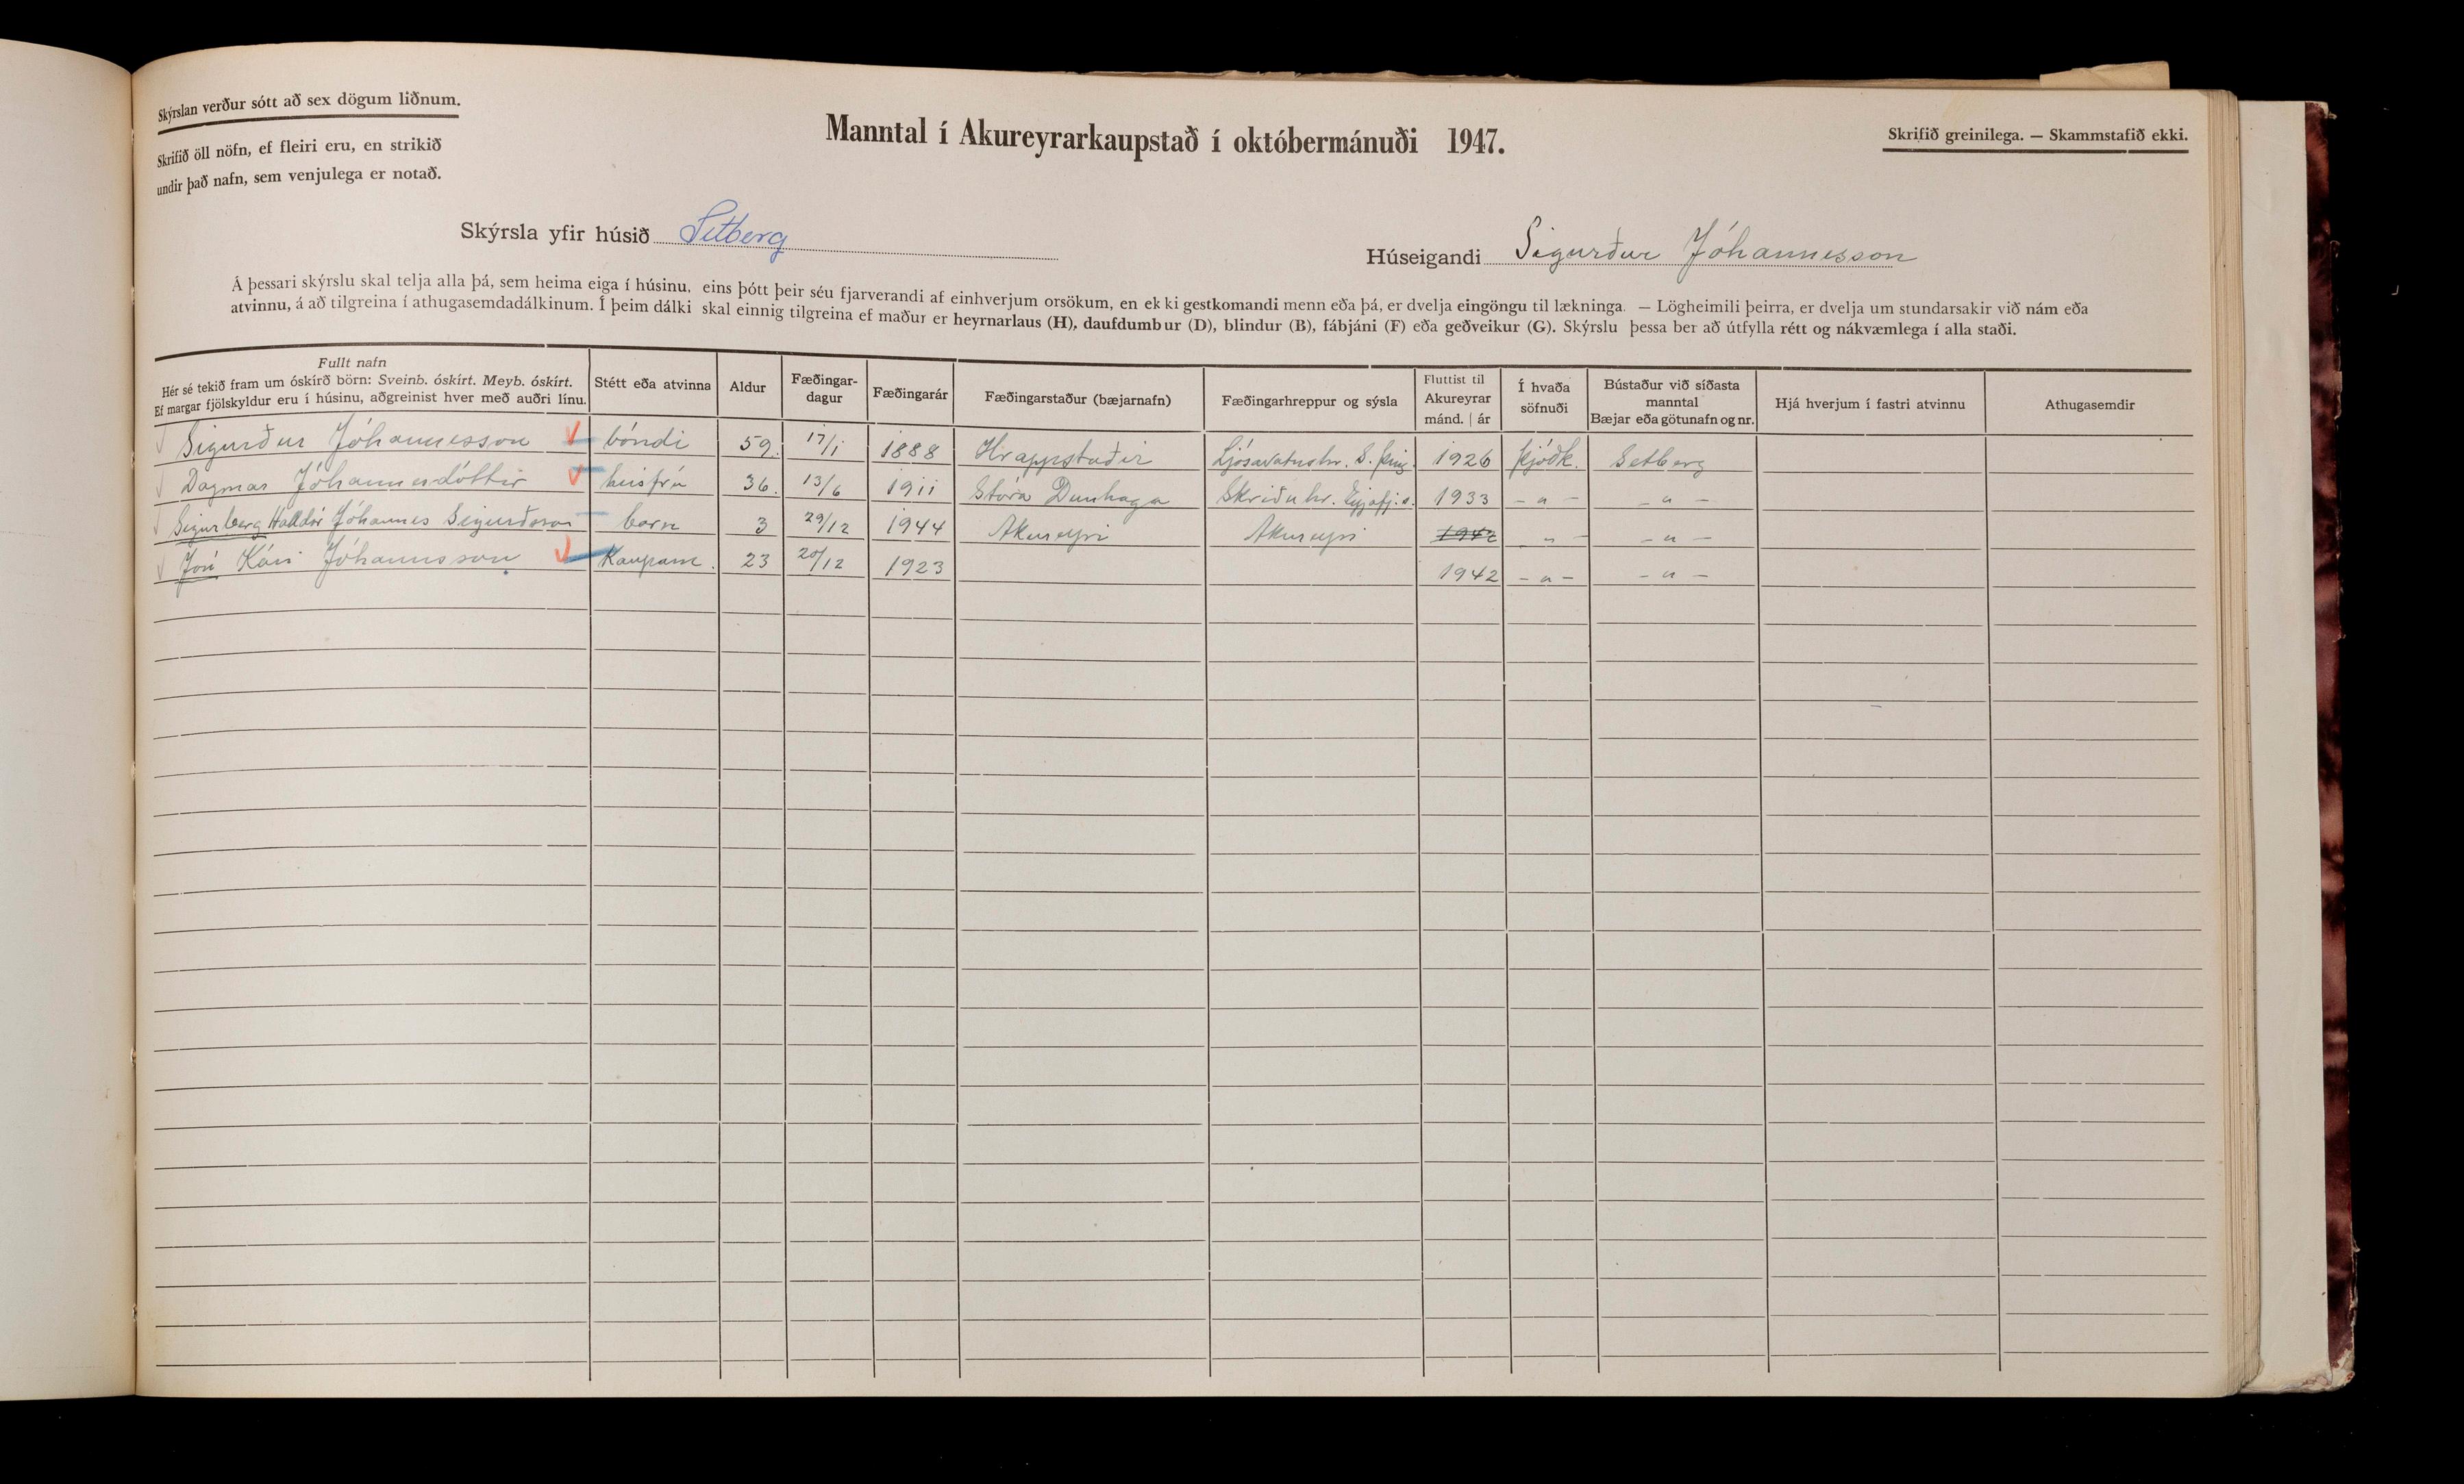 Skýrslan verður sótt að sex dögum liðnum.
Skrifið öll nöfn, ef fleiri eru, en strikið
undir það nafn, sem venjulega er notað.
Manntal í Akureyrarkaupstað í októbermánuði 1947.
Skrifið greinilega. — Skammstafið ekki.
Skýrsla yfir húsið Setberg
Húseigandi Sigurður Jóhannesson
Á þessari skýrslu skal telja alla þá, sem heima eiga í húsinu, eins þótt þeir séu fjarverandi af einhverjum orsökum, en ekki gestkomandi menn eða þá, er dvelja eingöngu til lækninga. — Lögheimili þeirra, er dvelja um stundarsakir við nám eða
atvinnu, á að tilgreina í athugasemdadálkinum. Í þeim dálki skal einnig tilgreina ef maður er heyrnarlaus (H), daufdumbur (D), blindur (B), fábjáni (F) eða geðveikur (G). Skýrslu þessa ber að útfylla rétt og nákvæmlega í alla staði.
Fullt nafn
Hér sé tekið fram um óskírð börn: Sveinb. óskírt. Meyb. óskírt.
Ef margar fjölskyldur eru í húsinu, aðgreinist hver með auðri línu.
Stétt eða atvinna
Aldur
Fæðingar-
dagur
Fæðingarár
Fæðingarstaður (bæjarnafn)
Fæðingarhreppur og sýsla
Fluttist til
Akureyrar
mánd. | ár
Í hvaða
söfnuði
Bústaður við síðasta
manntal
Bæjar eða götunafn og nr.
Hjá hverjum í fastri atvinnu
Athugasemdir
Sigurður Jóhannesson bóndi 59. 17/1 1888 Hrappstaðir Ljósavatnshr. S. Þing. 1926 Þjóðk. Setberg
Dagmar Jóhannesdóttir húsfrú 36. 13/6 1911 Stóra Dunhaga Skriðuhr. Eyjafj.s. 1933 — " — — " —
Sigurberg Halldór Jóhannes Sigurðsson barn 3 29/12 1944 Akureyri Akureyri 1942 " — — " —
Jón Kári Jóhannsson Kaupam. 23 20/12 1923 1942 — " — — " —